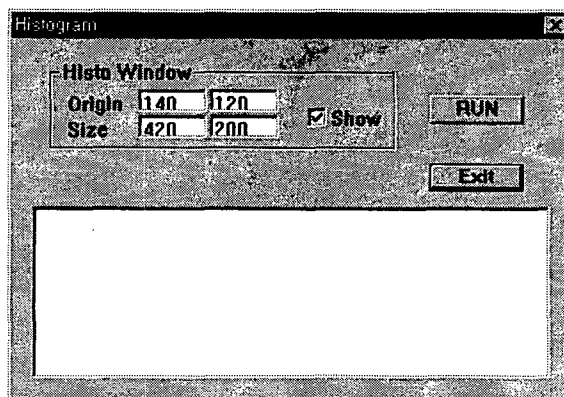 Histogram
Histo Window
Origin 140 120
Size 420 200
Show
RUN
Exit